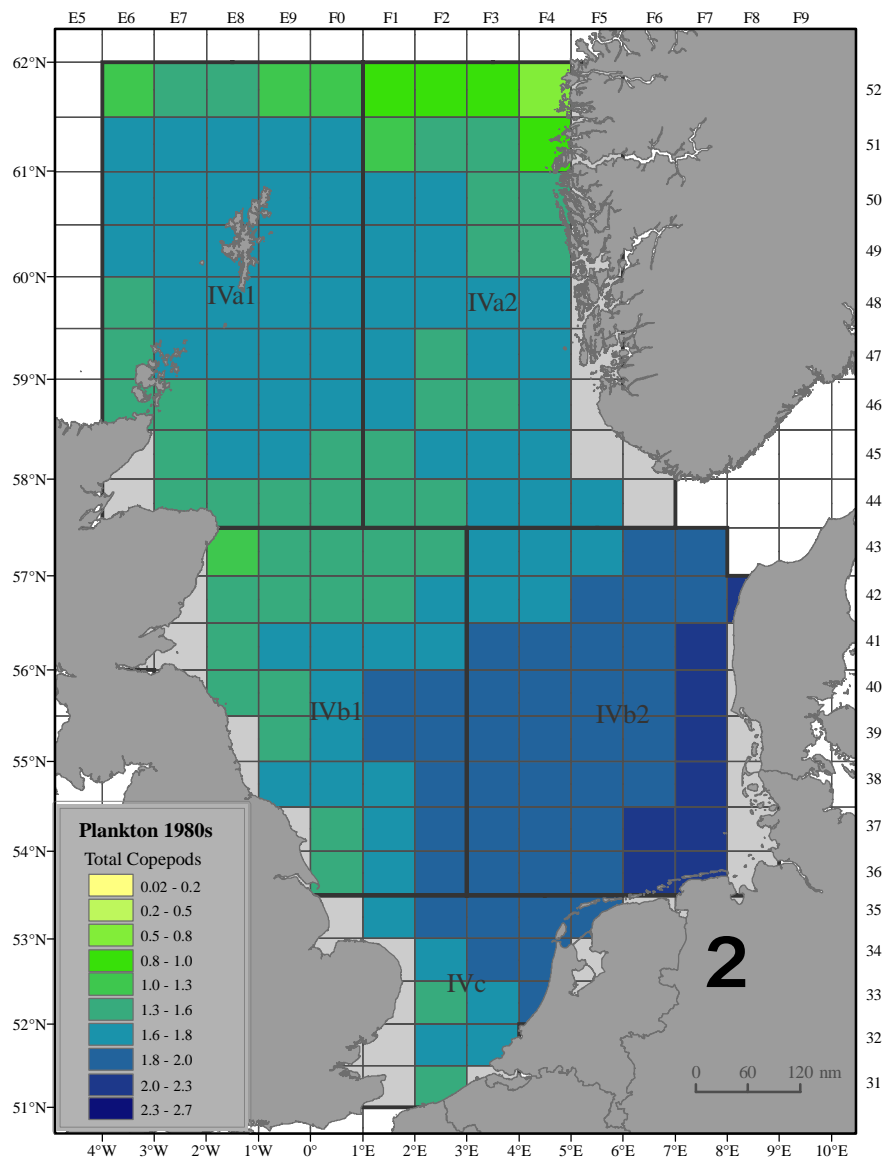 E5 E6 E7 E8 E9 F0 F1 F2 F3 F4 F5 F6 F7 F8 F9
62°N 52
51
61°N
50
49
60°N
IVa1 IVa2 48
47
59°N
46
45
58°N
44
43
57°N
42
41
56°N
40
IVb1 IVb2
39
55°N
38
Plankton 1980s 37
Total Copepods
54°N
0.02 - 0.2 36
0.2 - 0.5 35
0.5 - 0.8
53°N 34
0.8 - 1.0 2
1.0 - 1.3 IVc 33
1.3 - 1.6
52°N
1.6 - 1.8 32
1.8 - 2.0
0 60 120 nm
2.0 - 2.3 31
51°N 2.3 - 2.7
4°W 3°W 2°W 1°W 0° 1°E 2°E 3°E 4°E 5°E 6°E 7°E 8°E 9°E 10°E